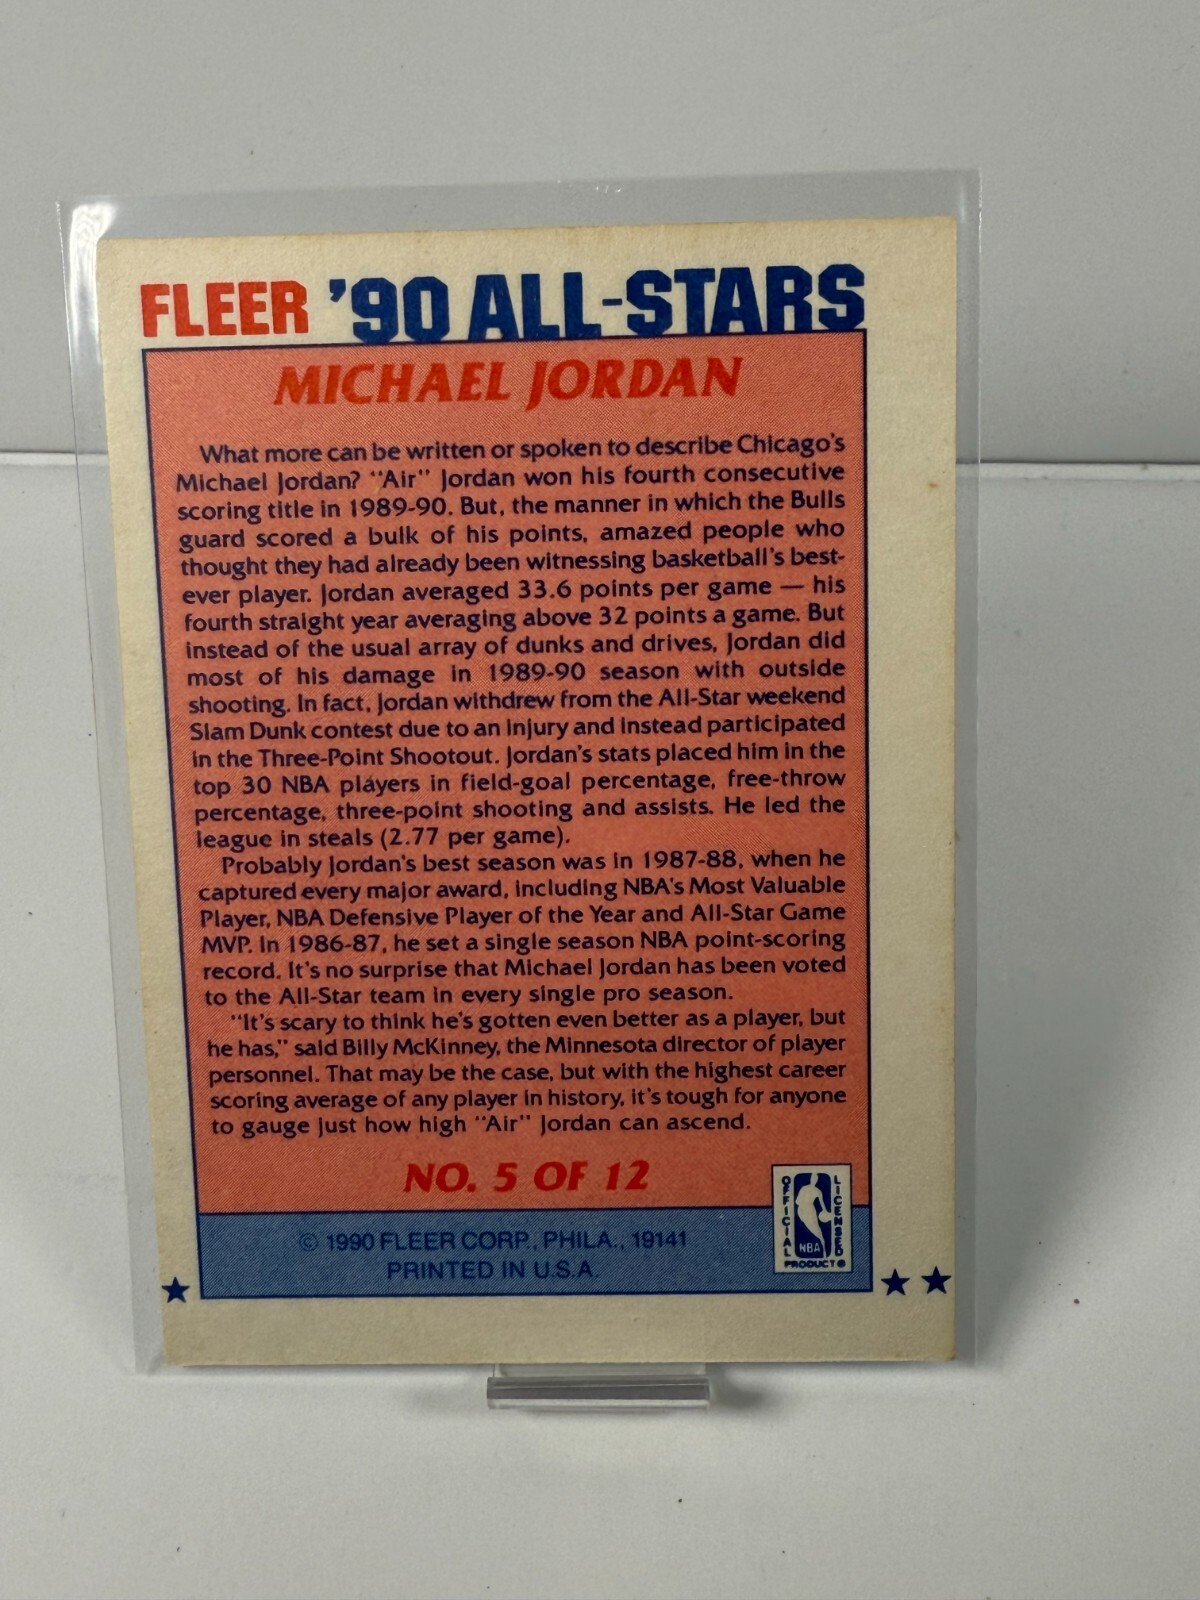 FLEER '90 ALL-STARS
MICHAEL JORDAN
What more can be written or spoken to describe Chicago's
Michael Jordan? "Air" Jordan won his fourth consecutive
scoring title in 1989-90. But, the manner in which the Bulls
guard scored a bulk of his points, amazed people who
thought they had already been witnessing basketball's best-
ever player. Jordan averaged 33.6 points per game — his
fourth straight year averaging above 32 points a game. But
instead of the usual array of dunks and drives, Jordan did
most of his damage in 1989-90 season with outside
shooting. In fact, Jordan withdrew from the All-Star weekend
Slam Dunk contest due to an injury and instead participated
in the Three-Point Shootout. Jordan's stats placed him in the
top 30 NBA players in field-goal percentage, free-throw
percentage, three-point shooting and assists. He led the
league in steals (2.77 per game).
Probably Jordan's best season was in 1987-88, when he
captured every major award, including NBA's Most Valuable
Player, NBA Defensive Player of the Year and All-Star Game
MVP. In 1986-87, he set a single season NBA point-scoring
record. It's no surprise that Michael Jordan has been voted
to the All-Star team in every single pro season.
"It's scary to think he's gotten even better as a player, but
he has," said Billy McKinney, the Minnesota director of player
personnel. That may be the case, but with the highest career
scoring average of any player in history, it's tough for anyone
to gauge just how high "Air" Jordan can ascend.
NO. 5 OF 12
OFFICIAL
LICENSED
NBA
PRODUCT ®
© 1990 FLEER CORP., PHILA., 19141
PRINTED IN U.S.A.